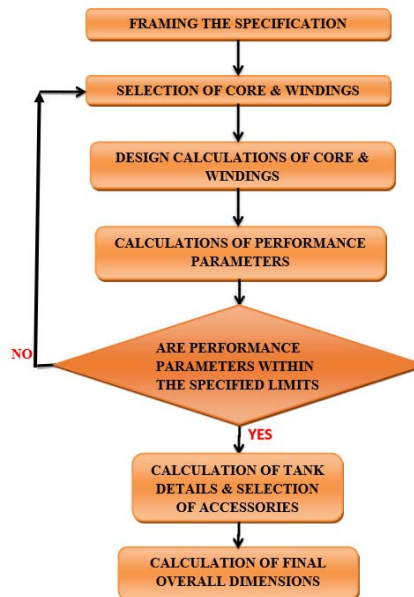 FRAMING THE SPECIFICATION
SELECTION OF CORE & WINDINGS
DESIGN CALCULATIONS OF CORE &
WINDINGS
CALCULATIONS OF PERFORMANCE
PARAMETERS
ARE PERFORMANCE
PARAMETERS WITHIN
THE SPECIFIED LIMITS
NO
YES
CALCULATION OF TANK
DETAILS & SELECTION
OF ACCESSORIES
CALCULATION OF FINAL
OVERALL DIMENSIONS